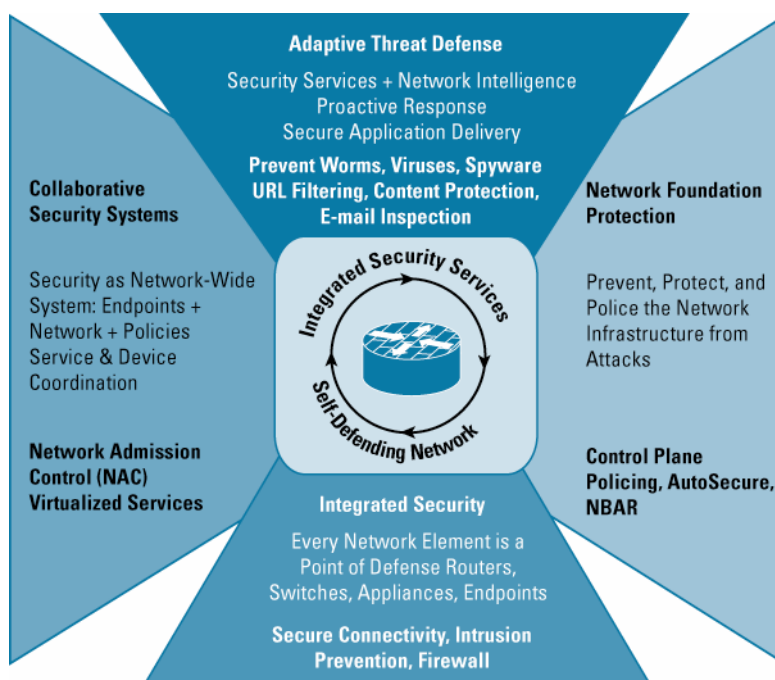 Adaptive Threat Defense
Security Services + Network Intelligence
Proactive Response
Secure Application Delivery
Prevent Worms, Viruses, Spyware
URL Filtering, Content Protection,
E-mail Inspection
Collaborative
Security Systems
Security as Network-Wide
System: Endpoints +
Network + Policies
Service & Device
Coordination
Network Admission
Control (NAC)
Virtualized Services
Integrated Security Services
Self-Defending Network
Network Foundation
Protection
Prevent, Protect, and
Police the Network
Infrastructure from
Attacks
Control Plane
Policing, AutoSecure,
NBAR
Integrated Security
Every Network Element is a
Point of Defense Routers,
Switches, Appliances, Endpoints
Secure Connectivity, Intrusion
Prevention, Firewall